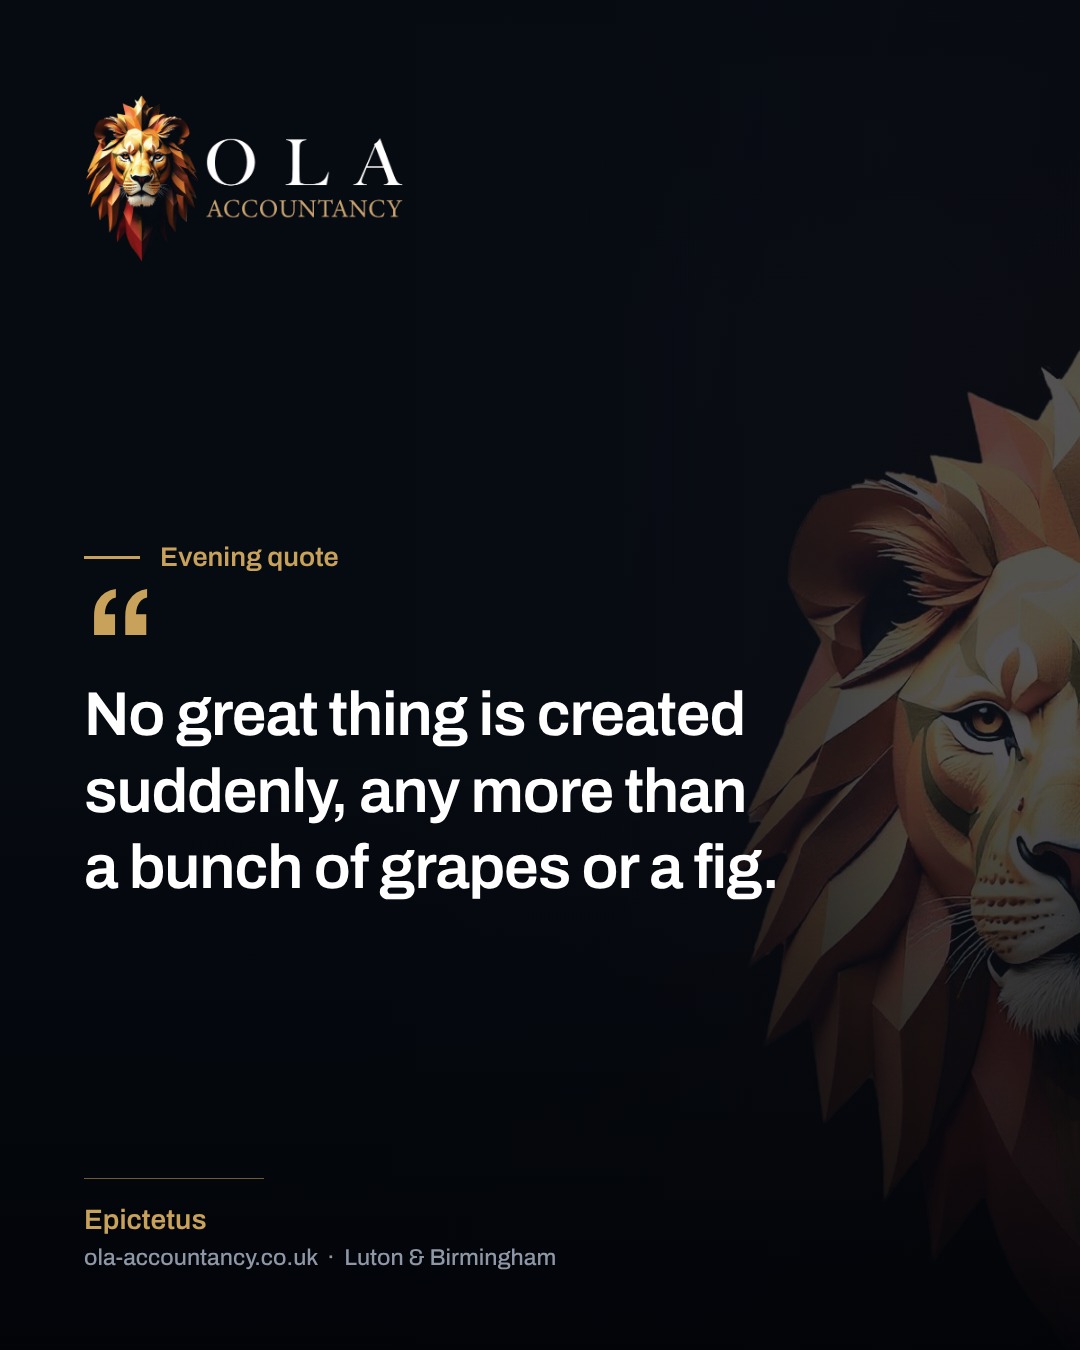 OLA
ACCOUNTANCY
Evening quote
“
No great thing is created
suddenly, any more than
a bunch of grapes or a fig.
Epictetus
ola-accountancy.co.uk · Luton & Birmingham